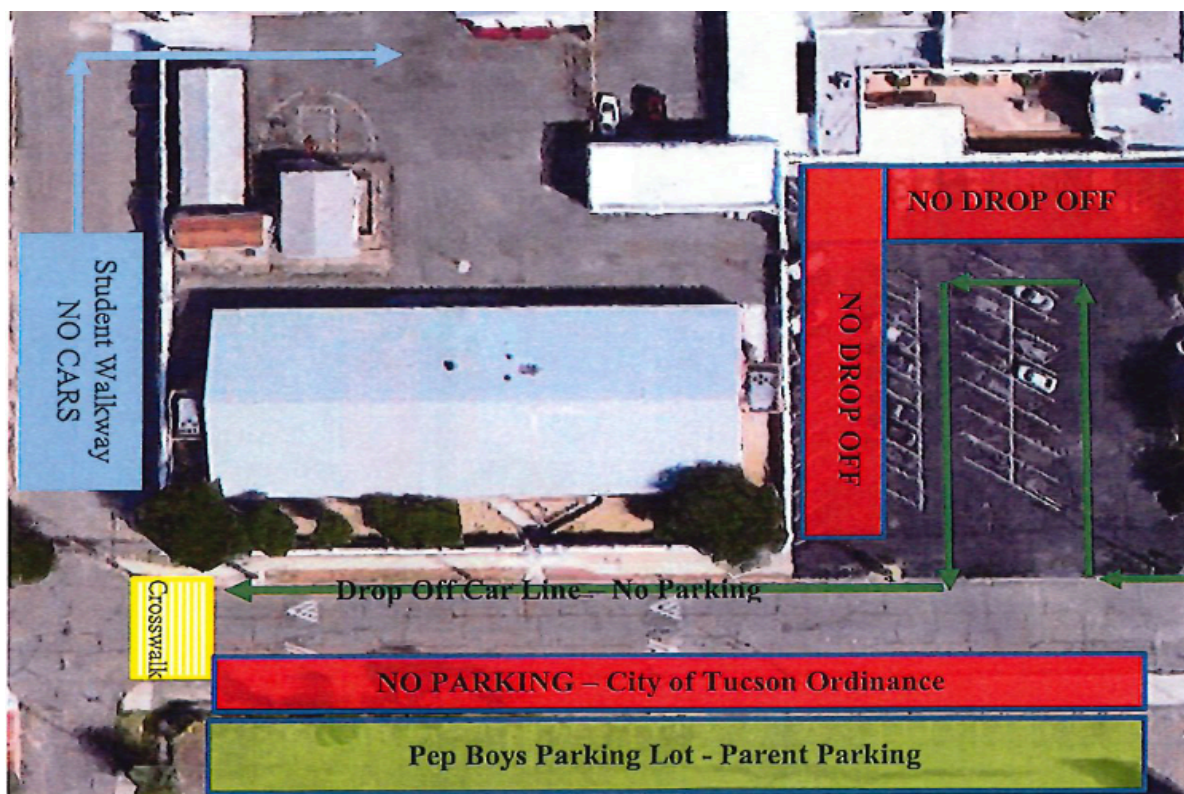 NO DROP OFF
NO DROP OFF
Student Walkway
NO CARS
Drop Off Car Line – No Parking
Crosswalk
NO PARKING – City of Tucson Ordinance
Pep Boys Parking Lot - Parent Parking